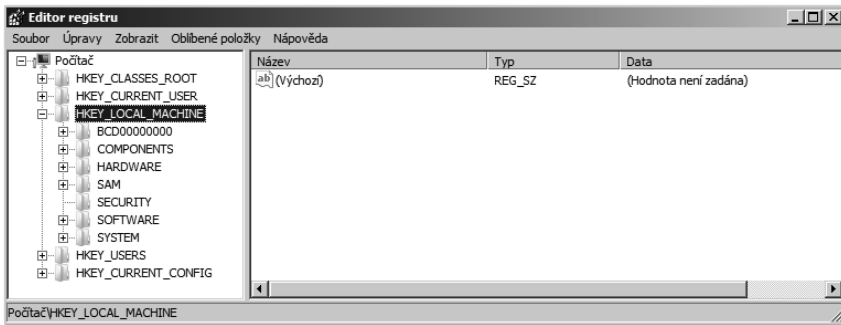 Editor registru
Soubor Úpravy Zobrazit Oblíbené položky Nápověda
Počítač
HKEY_CLASSES_ROOT
HKEY_CURRENT_USER
HKEY_LOCAL_MACHINE
BCD00000000
COMPONENTS
HARDWARE
SAM
SECURITY
SOFTWARE
SYSTEM
HKEY_USERS
HKEY_CURRENT_CONFIG
Název Typ Data
ab (Výchozí) REG_SZ (Hodnota není zadána)
Počítač\HKEY_LOCAL_MACHINE